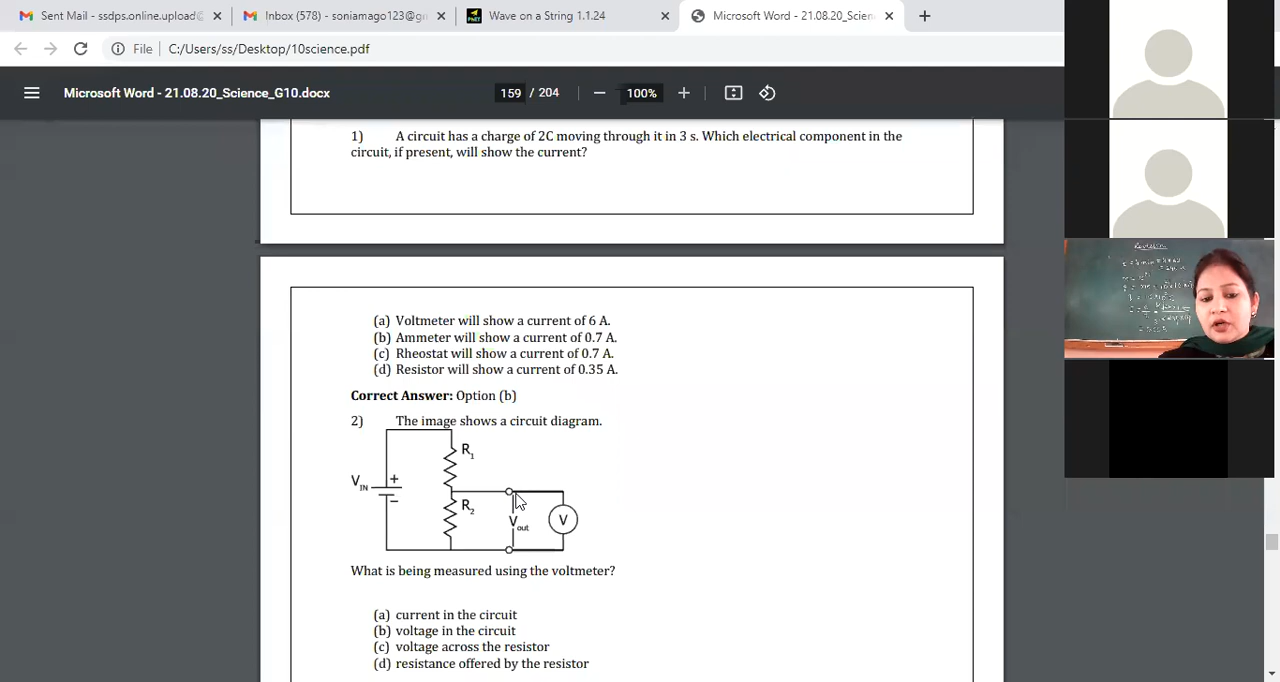 Sent Mail - ssdps.online.upload@
Inbox (578) - soniamago123@gm
Wave on a String 1.1.24
Microsoft Word - 21.08.20_Scien
File
C:/Users/ss/Desktop/10science.pdf
Microsoft Word - 21.08.20_Science_G10.docx
159 / 204
100%
1) A circuit has a charge of 2C moving through it in 3 s. Which electrical component in the
circuit, if present, will show the current?
Revision
(a) Voltmeter will show a current of 6 A.
(b) Ammeter will show a current of 0.7 A.
(c) Rheostat will show a current of 0.7 A.
(d) Resistor will show a current of 0.35 A.
Correct Answer: Option (b)
2) The image shows a circuit diagram.
R1
VIN + −
R2
Vout
V
What is being measured using the voltmeter?
(a) current in the circuit
(b) voltage in the circuit
(c) voltage across the resistor
(d) resistance offered by the resistor